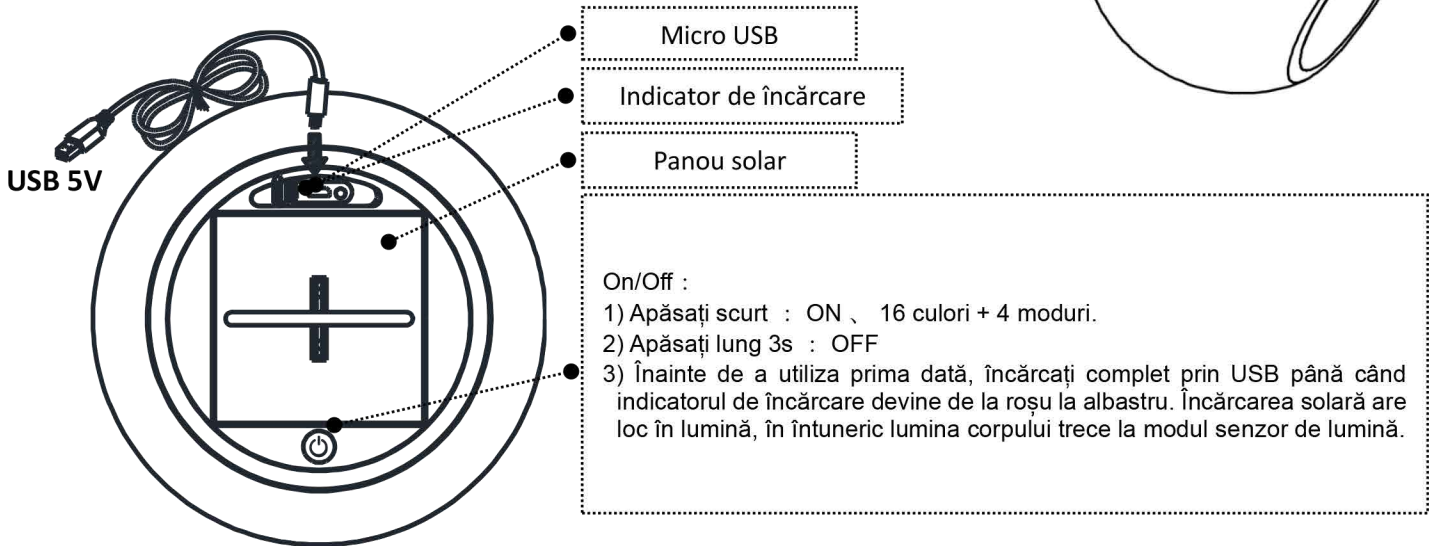 Micro USB
Indicator de încărcare
Panou solar
USB 5V
On/Off :
1) Apăsați scurt : ON 、 16 culori + 4 moduri.
2) Apăsați lung 3s : OFF
3) Înainte de a utiliza prima dată, încărcați complet prin USB până când
indicatorul de încărcare devine de la roșu la albastru. Încărcarea solară are
loc în lumină, în întuneric lumina corpului trece la modul senzor de lumină.